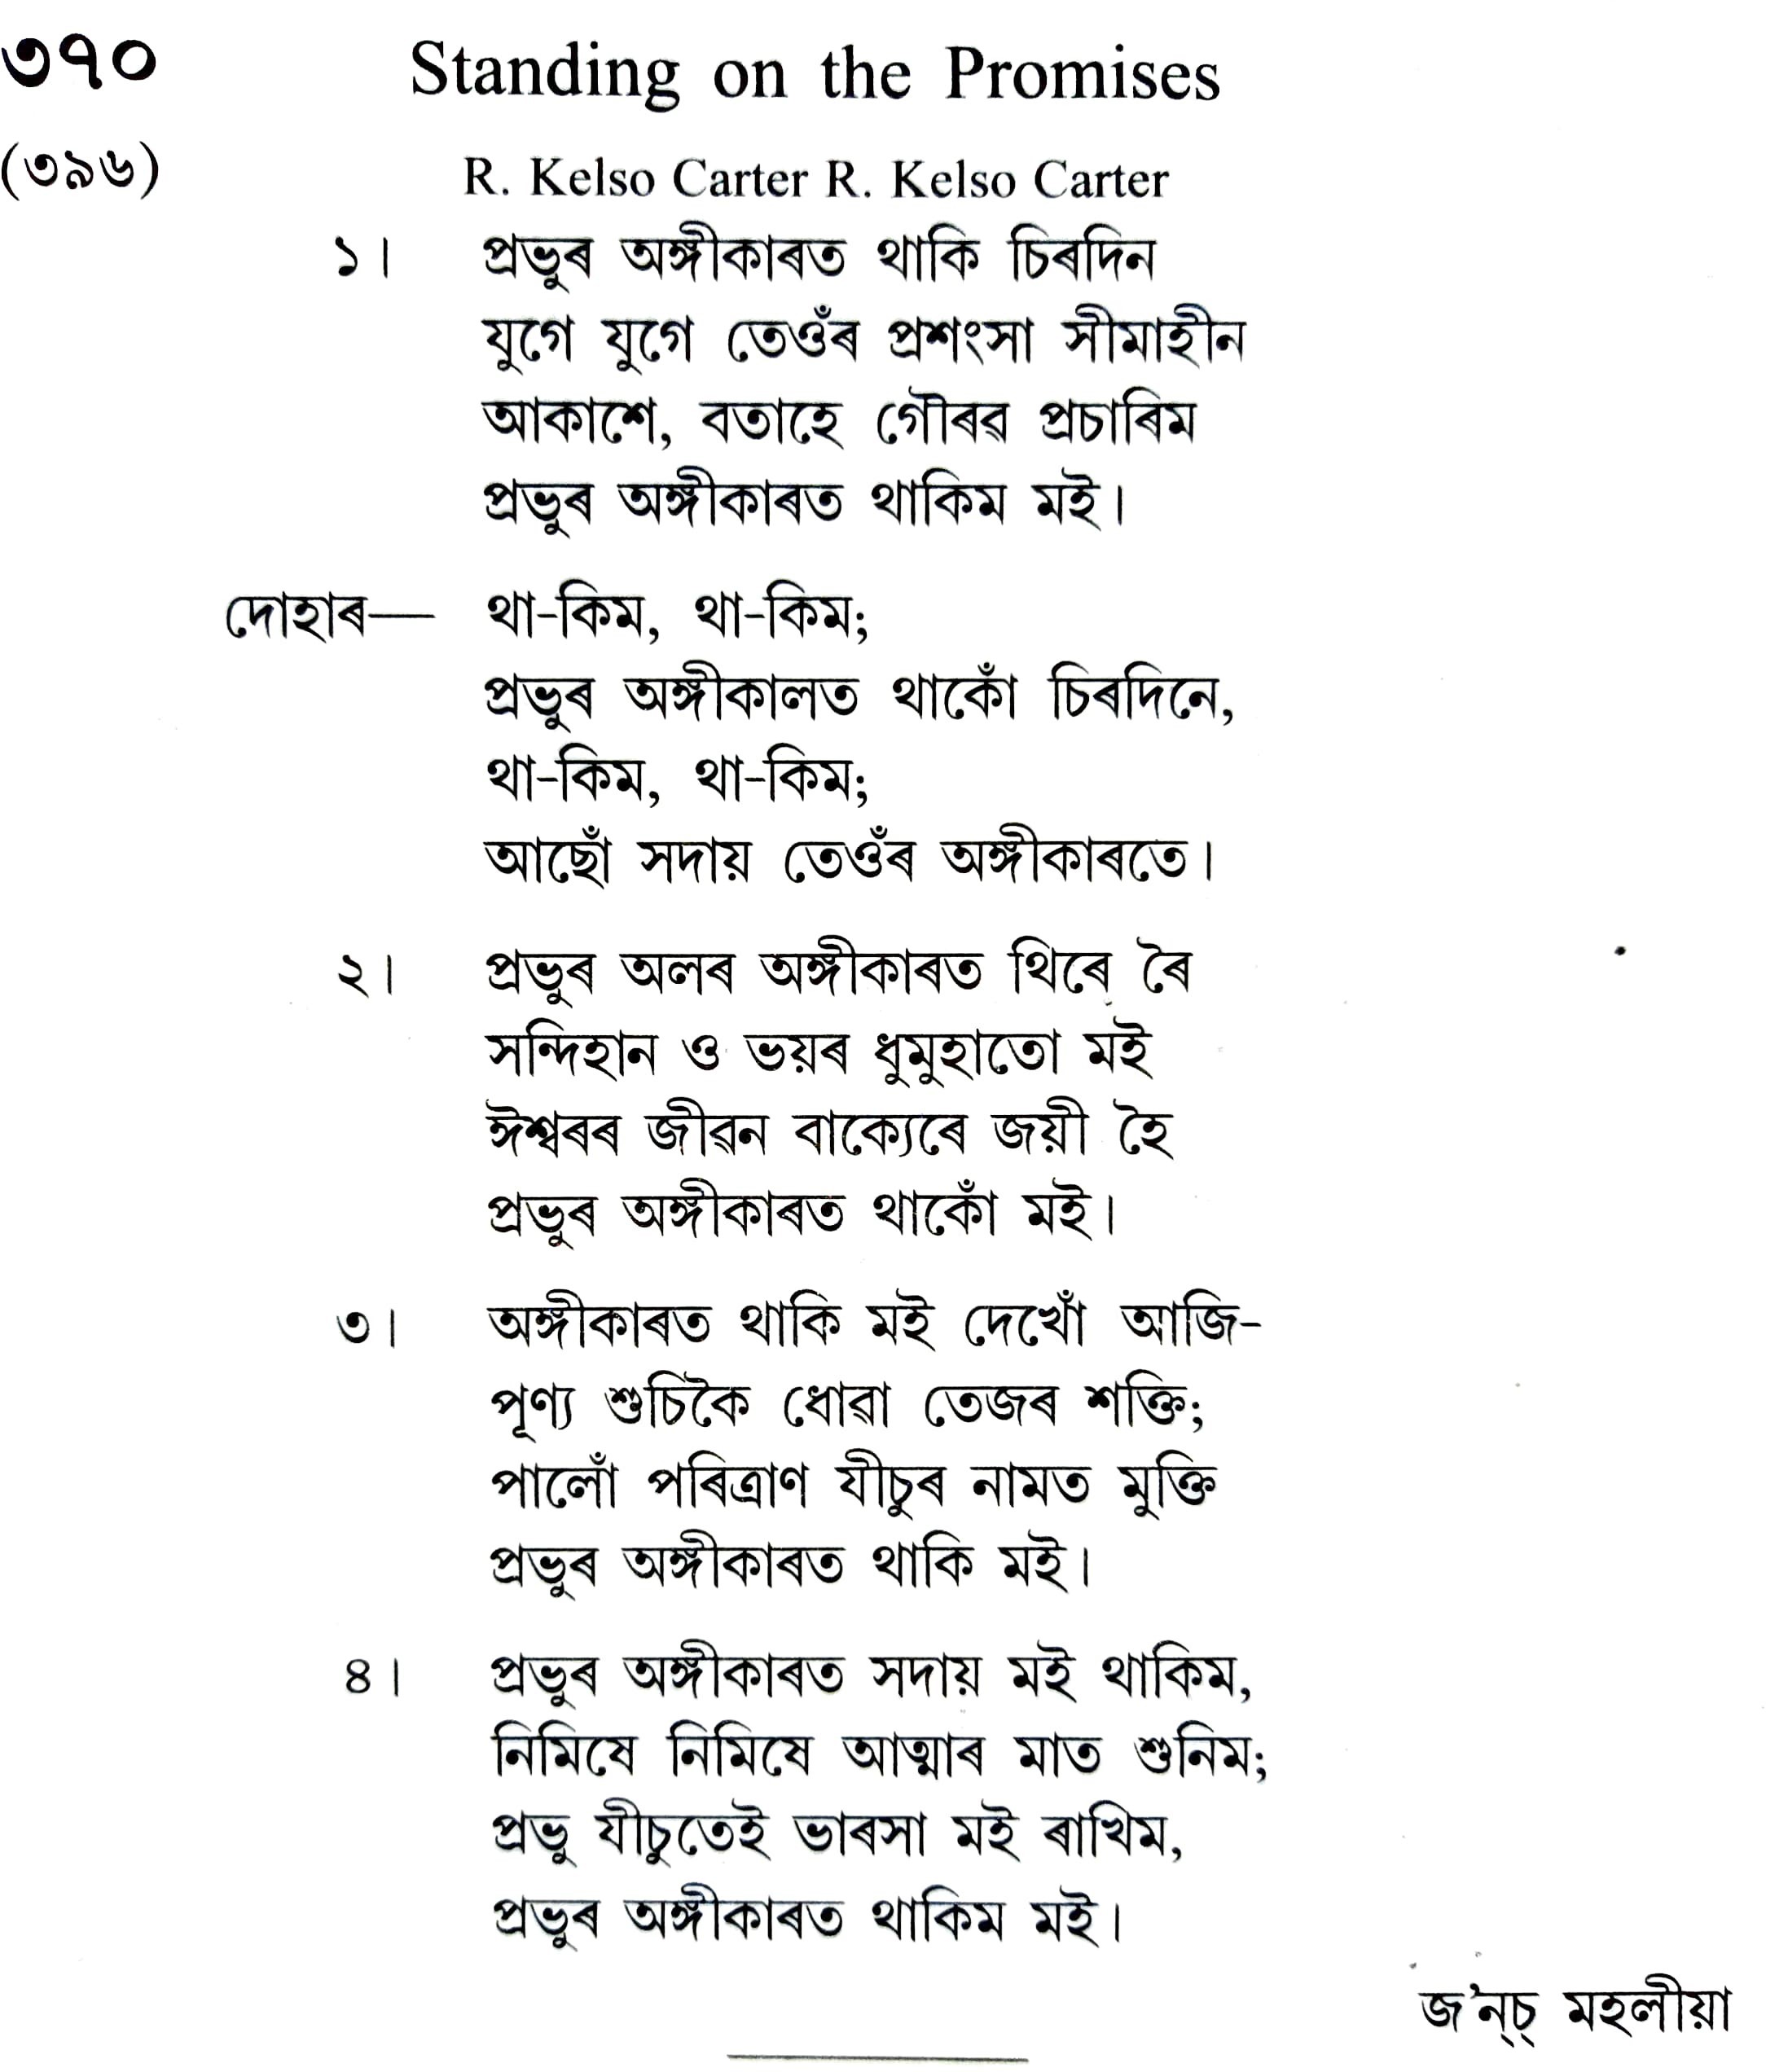 ৩৭০ Standing on the Promises
(৩৯৬) R. Kelso Carter R. Kelso Carter
১। প্ৰভুৰ অঙ্গীকাৰত থাকি চিৰদিন
যুগে যুগে তেওঁৰ প্ৰশংসা সীমাহীন
আকাশে, বতাহে গৌৰৱ প্ৰচাৰিম
প্ৰভুৰ অঙ্গীকাৰত থাকিম মই।
দোহাৰ— থা-কিম, থা-কিম;
প্ৰভুৰ অঙ্গীকালত থাকোঁ চিৰদিনে,
থা-কিম, থা-কিম;
আছোঁ সদায় তেওঁৰ অঙ্গীকাৰতে।
২। প্ৰভুৰ অলৰ অঙ্গীকাৰত থিৰে ৰৈ
সন্দিহান ও ভয়ৰ ধুমুহাতো মই
ঈশ্বৰৰ জীৱন বাক্যেৰে জয়ী হৈ
প্ৰভুৰ অঙ্গীকাৰত থাকোঁ মই।
৩। অঙ্গীকাৰত থাকি মই দেখোঁ আজি-
পূণ্য শুচিকৈ ধোৱা তেজৰ শক্তি;
পালোঁ পৰিত্ৰাণ যীচুৰ নামত মুক্তি
প্ৰভুৰ অঙ্গীকাৰত থাকি মই।
৪। প্ৰভুৰ অঙ্গীকাৰত সদায় মই থাকিম,
নিমিষে নিমিষে আত্মাৰ মাত শুনিম;
প্ৰভু যীচুতেই ভাৰসা মই ৰাখিম,
প্ৰভুৰ অঙ্গীকাৰত থাকিম মই।
জ'ন্‌চ্ মহলীয়া